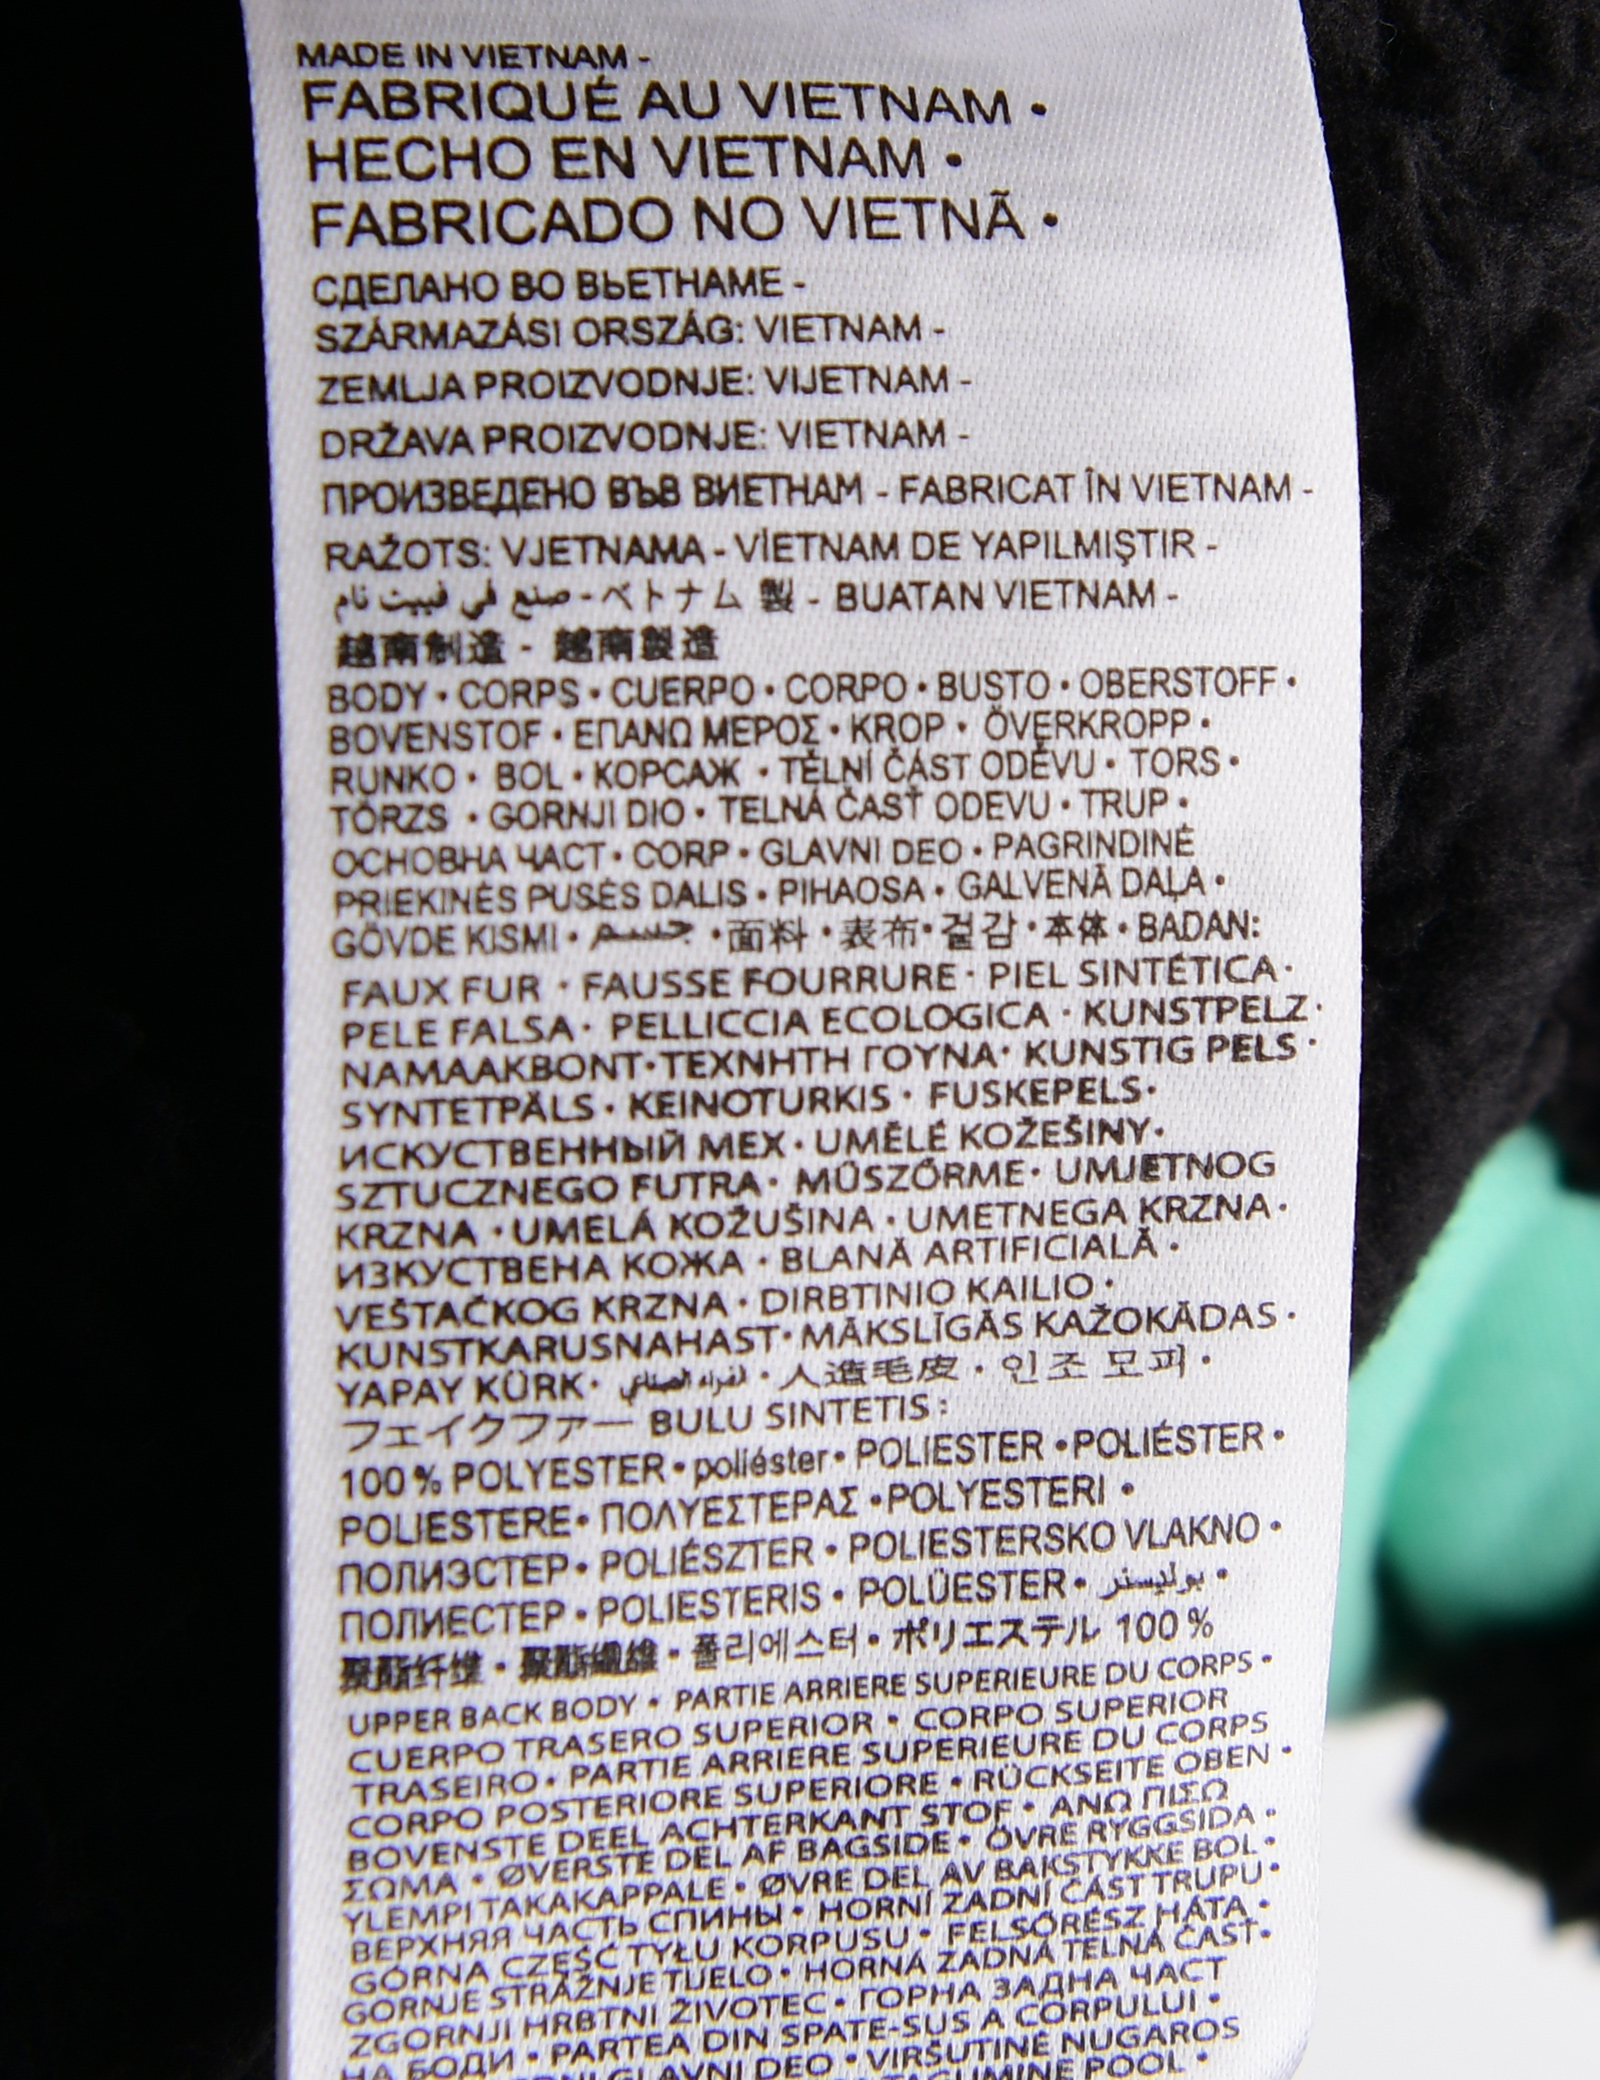 MADE IN VIETNAM -
FABRIQUÉ AU VIETNAM •
HECHO EN VIETNAM •
FABRICADO NO VIETNÃ •
СДЕЛАНО ВО ВЬЕТНАМЕ -
SZÁRMAZÁSI ORSZÁG: VIETNAM -
ZEMLJA PROIZVODNJE: VIJETNAM -
DRŽAVA PROIZVODNJE: VIETNAM -
ПРОИЗВЕДЕНО ВЪВ ВИЕТНАМ - FABRICAT ÎN VIETNAM -
RAŽOTS: VJETNAMA - VİETNAM DE YAPILMIŞTIR -
صنع في فييت نام - ベトナム 製 - BUATAN VIETNAM -
越南制造 - 越南製造
BODY • CORPS • CUERPO • CORPO • BUSTO • OBERSTOFF •
BOVENSTOF • ΕΠΑΝΩ ΜΕΡΟΣ • KROP • ÖVERKROPP •
RUNKO • BOL • КОРСАЖ • TĚLNÍ ČÁST ODĚVU • TORS •
TÖRZS • GORNJI DIO • TELNÁ ČASŤ ODEVU • TRUP •
ОСНОВНА ЧАСТ • CORP • GLAVNI DEO • PAGRINDINĖ
PRIEKINĖS PUSĖS DALIS • PIHAOSA • GALVENĀ DAĻA •
GÖVDE KISMI • جسم • 面料 • 表布 • 겉감 • 本体 • BADAN:
FAUX FUR • FAUSSE FOURRURE • PIEL SINTÉTICA •
PELE FALSA • PELLICCIA ECOLOGICA • KUNSTPELZ •
NAMAAKBONT • ΤΕΧΝΗΤΗ ΓΟΥΝΑ • KUNSTIG PELS •
SYNTETPÄLS • KEINOTURKIS • FUSKEPELS •
ИСКУСТВЕННЫЙ МЕХ • UMĚLÉ KOŽEŠINY •
SZTUCZNEGO FUTRA • MŰSZŐRME • UMJETNOG
KRZNA • UMELÁ KOŽUŠINA • UMETNEGA KRZNA •
ИЗКУСТВЕНА КОЖА • BLANĂ ARTIFICIALĂ •
VEŠTAČKOG KRZNA • DIRBTINIO KAILIO •
KUNSTKARUSNAHAST • MĀKSLĪGĀS KAŽOKĀDAS •
YAPAY KÜRK • الفراء الصناعي • 人造毛皮 • 인조 모피 •
フェイクファー BULU SINTETIS :
100 % POLYESTER • poliéster • POLIESTER • POLIÉSTER •
POLIESTERE • ΠΟΛΥΕΣΤΕΡΑΣ • POLYESTERI •
ПОЛИЭСТЕР • POLIÉSZTER • POLIESTERSKO VLAKNO •
ПОЛИЕСТЕР • POLIESTERIS • POLÜESTER • بوليستر •
聚酯纤维 • 聚酯纖維 • 폴리에스터 • ポリエステル 100 %
UPPER BACK BODY • PARTIE ARRIERE SUPERIEURE DU CORPS •
CUERPO TRASERO SUPERIOR • CORPO SUPERIOR
TRASEIRO • PARTIE ARRIERE SUPERIEURE DU CORPS
CORPO POSTERIORE SUPERIORE • RÜCKSEITE OBEN •
BOVENSTE DEEL ACHTERKANT STOF • ΑΝΩ ΠΙΣΩ
ΣΩΜΑ • ØVERSTE DEL AF BAGSIDE • ÖVRE RYGGSIDA •
YLEMPI TAKAKAPPALE • ØVRE DEL AV BAKSTYKKE BOL •
ВЕРХНЯЯ ЧАСТЬ СПИНЫ • HORNÍ ZADNÍ ČÁST TRUPU •
GÓRNA CZĘŚĆ TYŁU KORPUSU • FELSŐRÉSZ HÁTA •
GORNJE STRAŽNJE TIJELO • HORNÁ ZADNÁ TELNÁ ČASŤ •
ZGORNJI HRBTNI ŽIVOTEC • ГОРНА ЗАДНА ЧАСТ
НА БОДИ • PARTEA DIN SPATE-SUS A CORPULUI •
GLAVNI DEO • VIRŠUTINĖ NUGAROS
POOL •